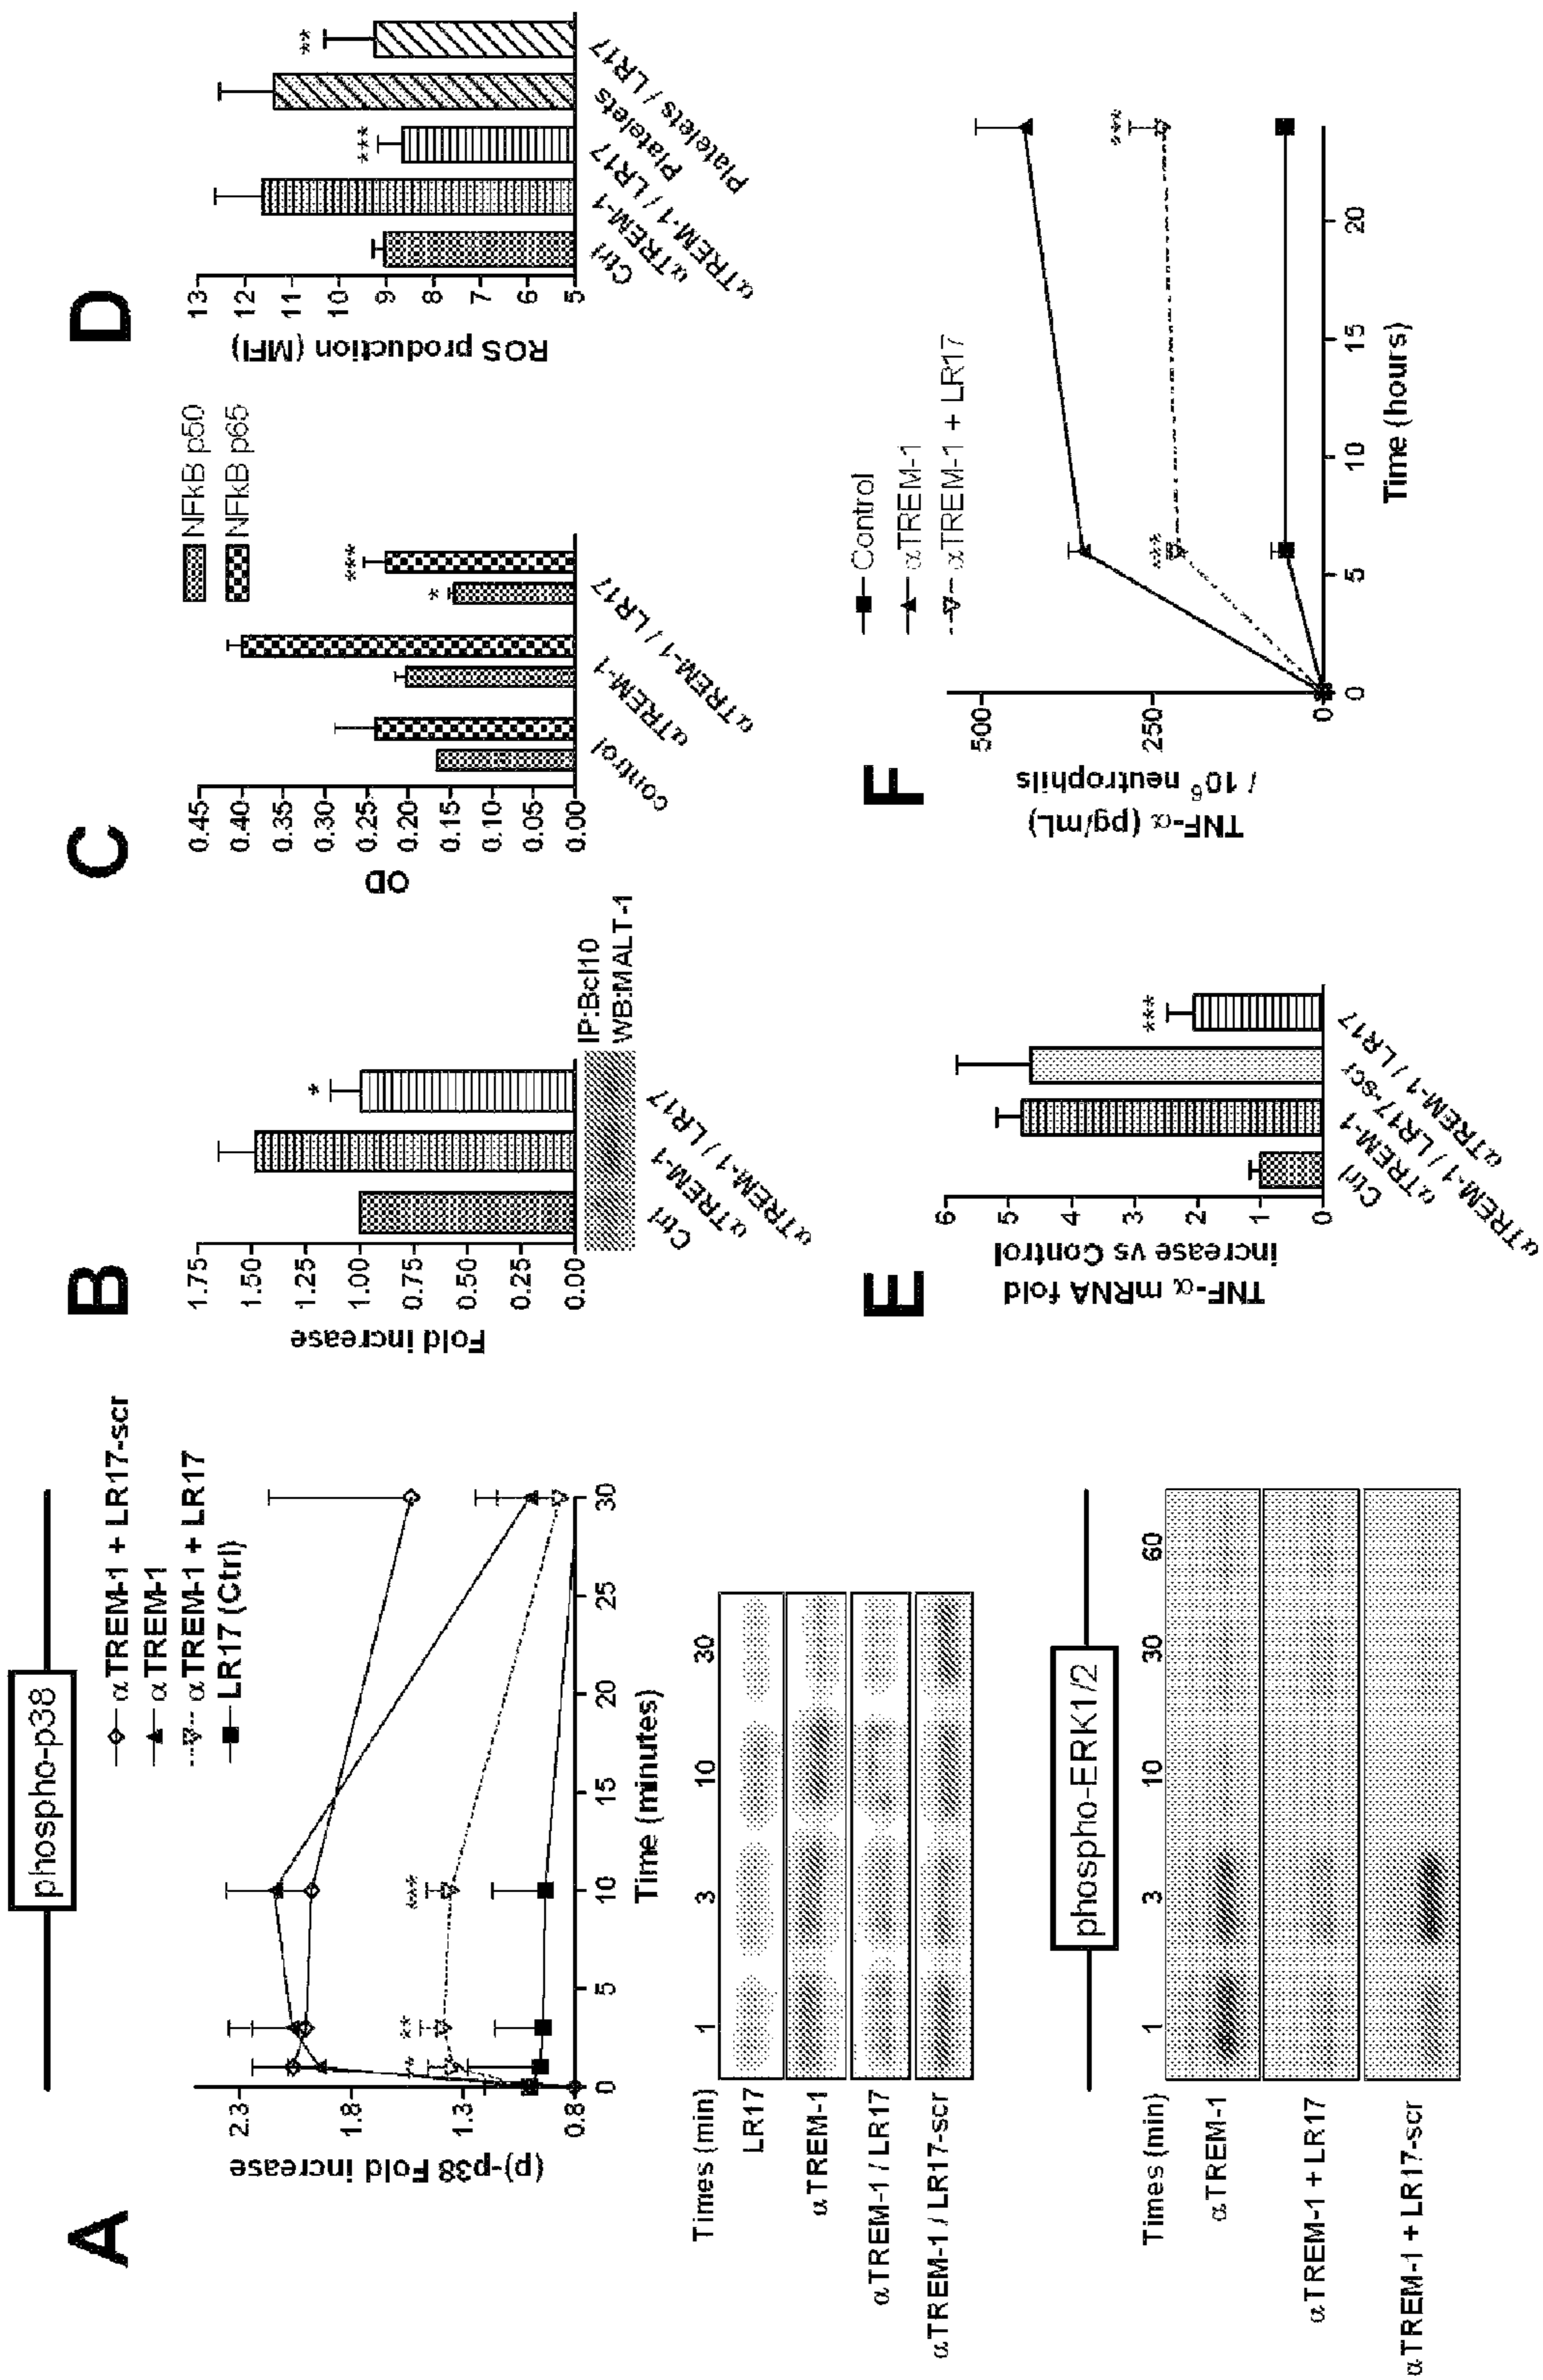 A
phospho-p38
α TREM-1 + LR17-scr
α TREM-1
α TREM-1 + LR17
LR17 (Ctrl)
(p)-p38 Fold increase
2.3
1.8
1.3
0.8
***
**
*
0 5 10 15 20 25 30
Time (minutes)
Times (min) 1 3 10 30
LR17
αTREM-1
αTREM-1 / LR17
αTREM-1 / LR17-scr
phospho-ERK1/2
Times (min) 1 3 10 30 60
αTREM-1
αTREM-1 + LR17
αTREM-1 + LR17-scr
B
Fold increase
1.75
1.50
1.25
1.00
0.75
0.50
0.25
0.00
*
IP:Bcl10
WB:MALT-1
Ctrl
αTREM-1
αTREM-1 / LR17
C
NFkB p50
NFkB p65
OD
0.45
0.40
0.35
0.30
0.25
0.20
0.15
0.10
0.05
0.00
* ***
control
αTREM-1
αTREM-1 / LR17
D
ROS production (MFI)
13
12
11
10
9
8
7
6
5
*** **
Ctrl
αTREM-1
αTREM-1 / LR17
Platelets
Platelets / LR17
E
TNF-α mRNA fold
increase vs Control
6
5
4
3
2
1
0
***
Ctrl
αTREM-1
αTREM-1 / LR17-scr
αTREM-1 / LR17
F
Control
αTREM-1
αTREM-1 + LR17
TNF-α (pg/mL)
/ 10⁶ neutrophils
500
250
0
*** ***
0 5 10 15 20
Time (hours)